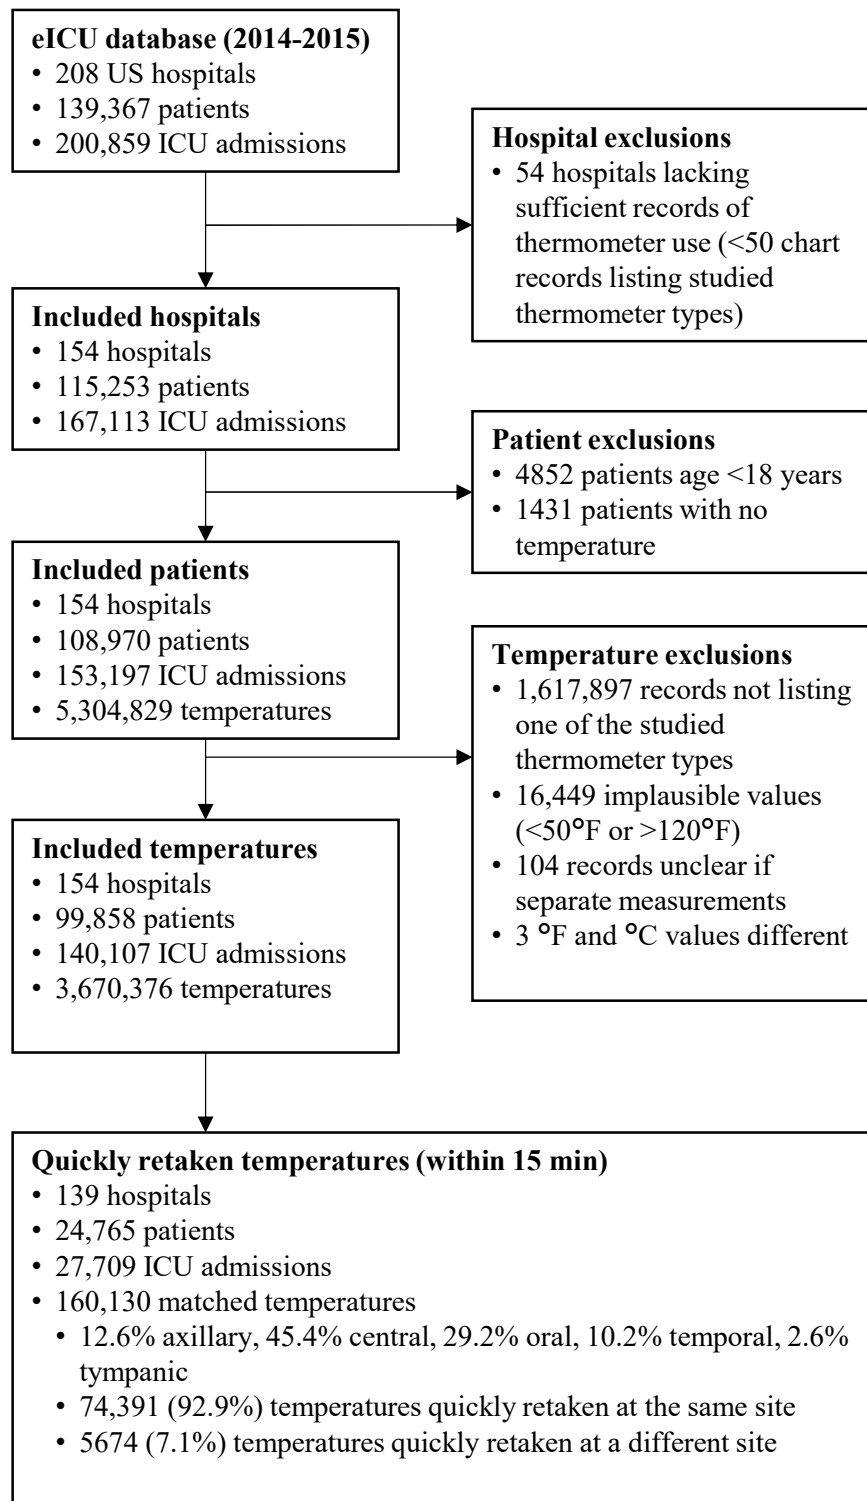 eICU database (2014-2015)
• 208 US hospitals
• 139,367 patients
• 200,859 ICU admissions
Hospital exclusions
• 54 hospitals lacking
sufficient records of
thermometer use (<50 chart
records listing studied
thermometer types)
Included hospitals
• 154 hospitals
• 115,253 patients
• 167,113 ICU admissions
Patient exclusions
• 4852 patients age <18 years
• 1431 patients with no
temperature
Included patients
• 154 hospitals
• 108,970 patients
• 153,197 ICU admissions
• 5,304,829 temperatures
Temperature exclusions
• 1,617,897 records not listing
one of the studied
thermometer types
• 16,449 implausible values
(<50°F or >120°F)
• 104 records unclear if
separate measurements
• 3 °F and °C values different
Included temperatures
• 154 hospitals
• 99,858 patients
• 140,107 ICU admissions
• 3,670,376 temperatures
Quickly retaken temperatures (within 15 min)
• 139 hospitals
• 24,765 patients
• 27,709 ICU admissions
• 160,130 matched temperatures
• 12.6% axillary, 45.4% central, 29.2% oral, 10.2% temporal, 2.6%
tympanic
• 74,391 (92.9%) temperatures quickly retaken at the same site
• 5674 (7.1%) temperatures quickly retaken at a different site